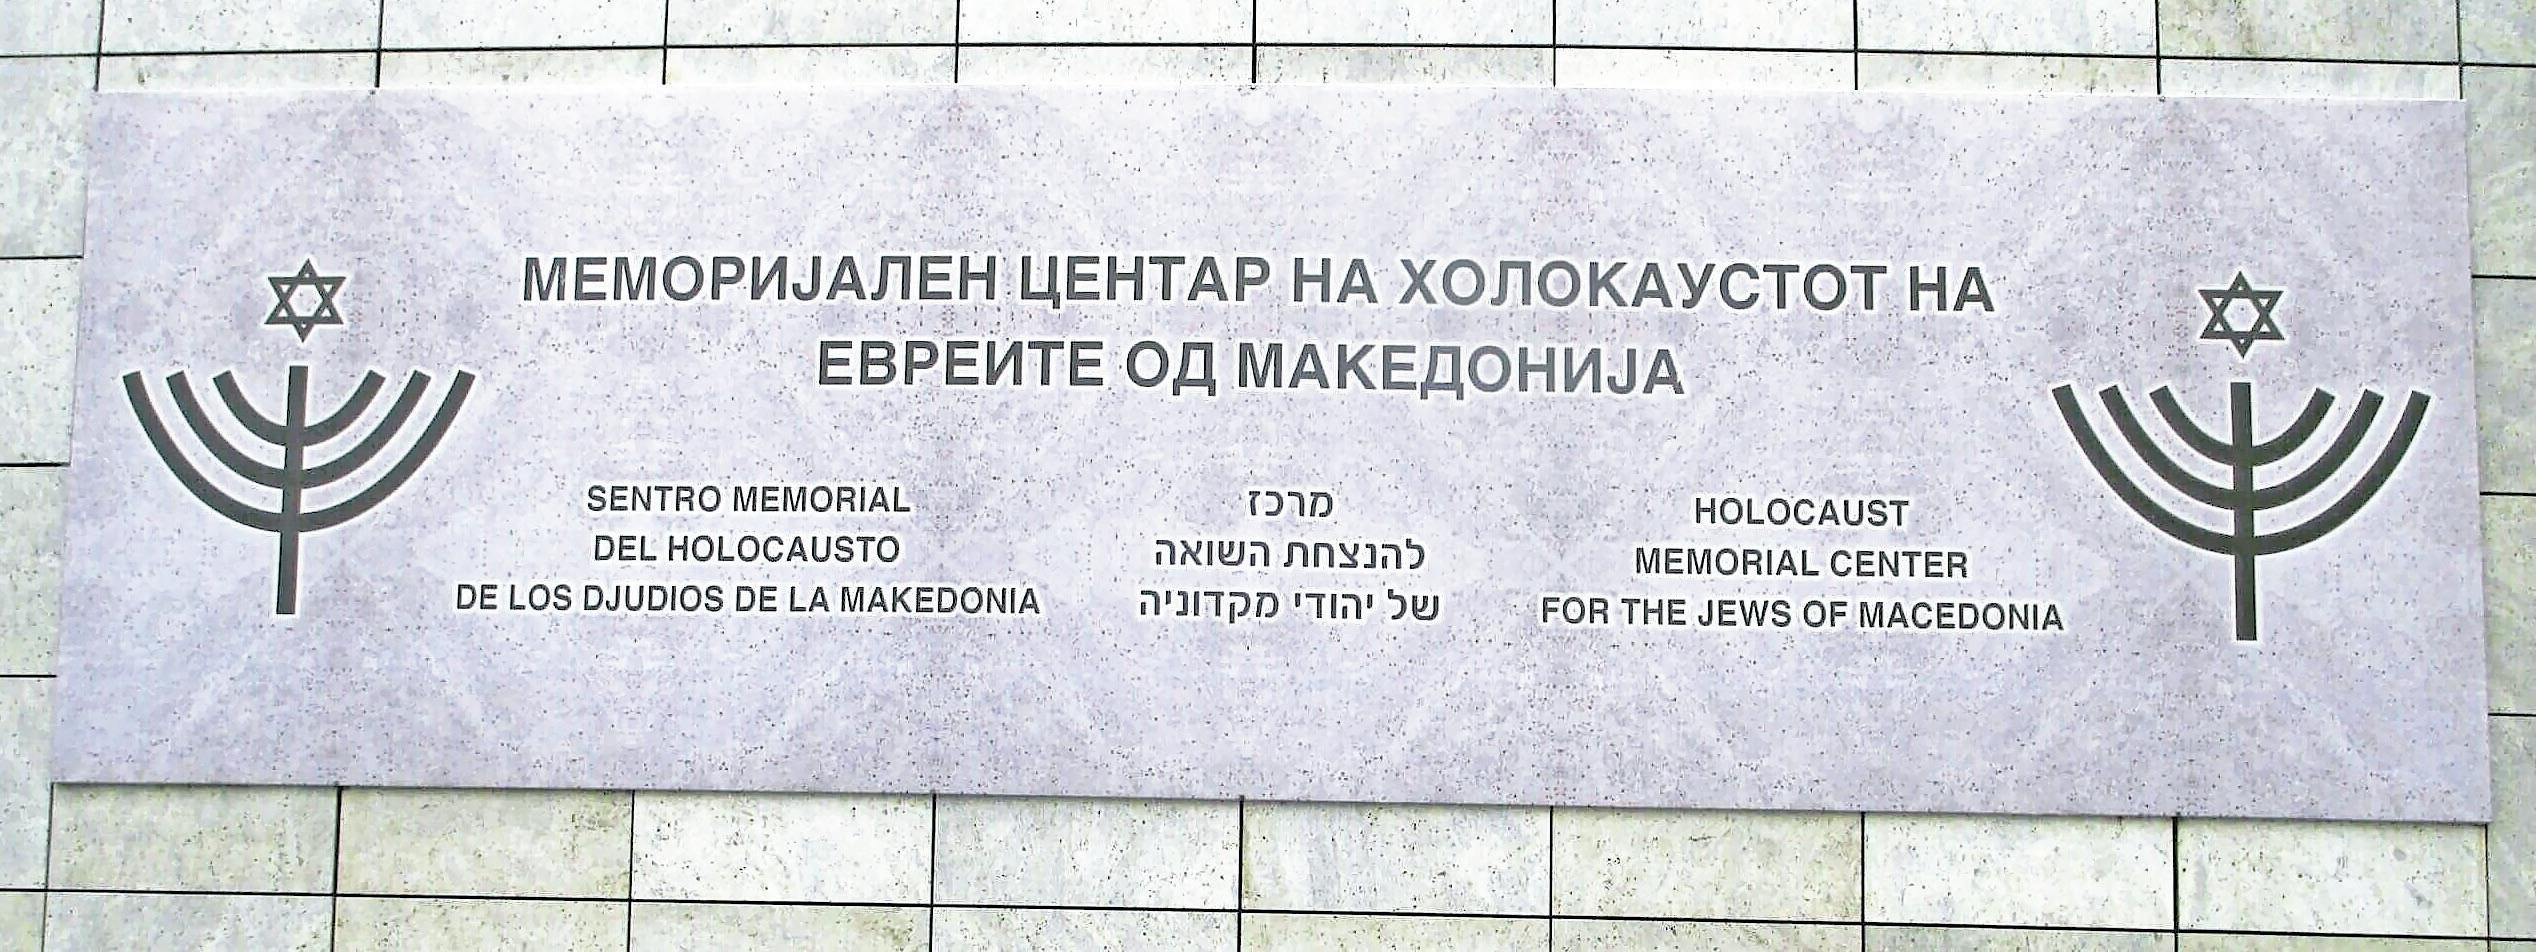 МЕМОРИЈАЛЕН ЦЕНТАР НА ХОЛОКАУСТОТ НА
ЕВРЕИТЕ ОД МАКЕДОНИЈА
SENTRO MEMORIAL
DEL HOLOCAUSTO
DE LOS DJUDIOS DE LA MAKEDONIA
מרכז
להנצחת השואה
של יהודי מקדוניה
HOLOCAUST
MEMORIAL CENTER
FOR THE JEWS OF MACEDONIA